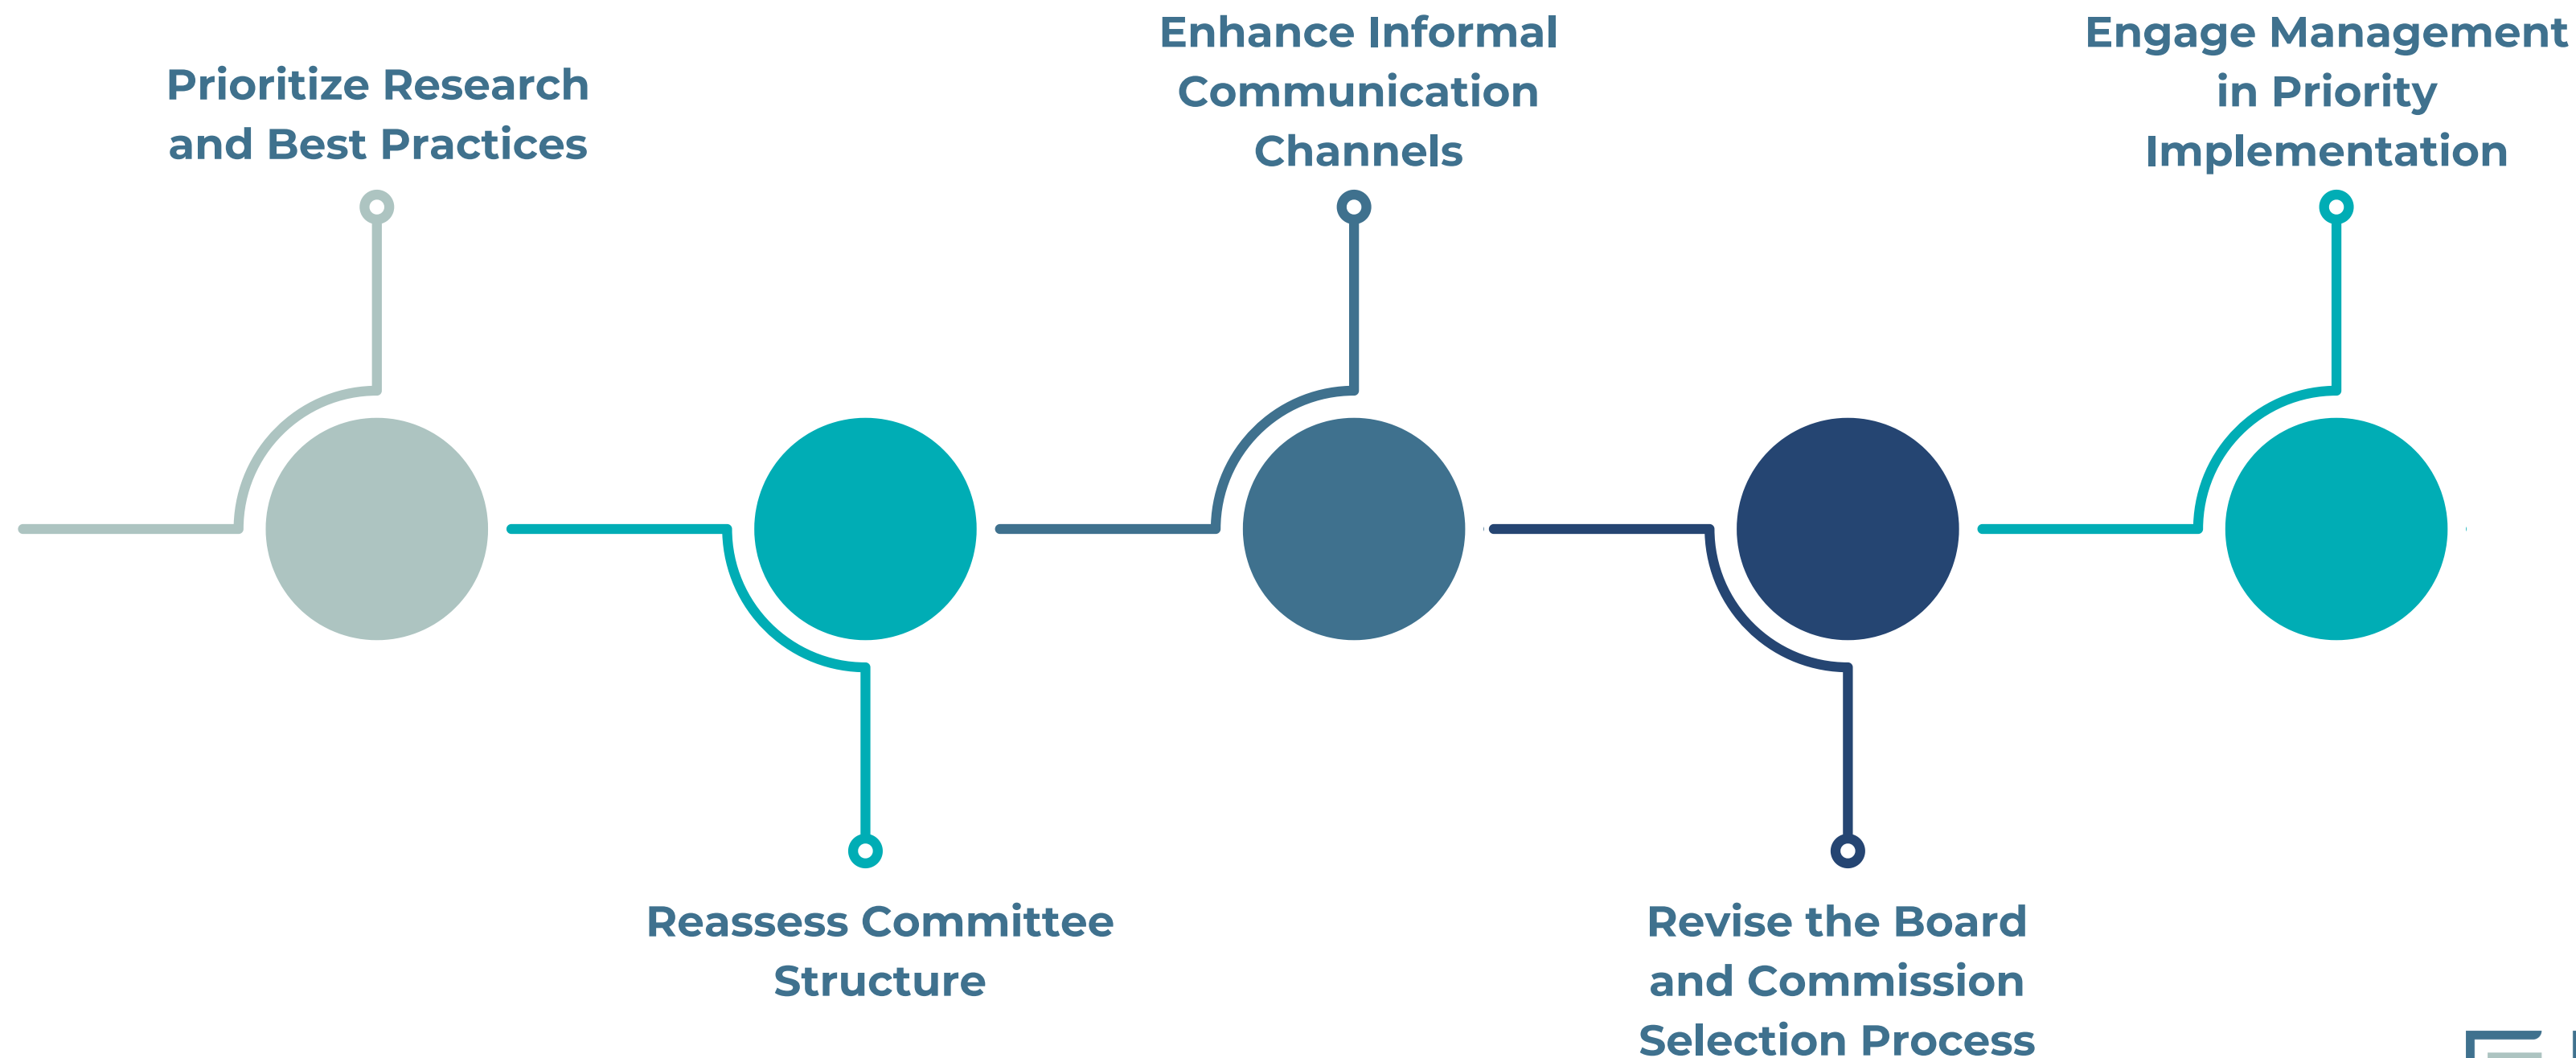 Prioritize Research
and Best Practices
Reassess Committee
Structure
Enhance Informal
Communication
Channels
Revise the Board
and Commission
Selection Process
Engage Management
in Priority
Implementation